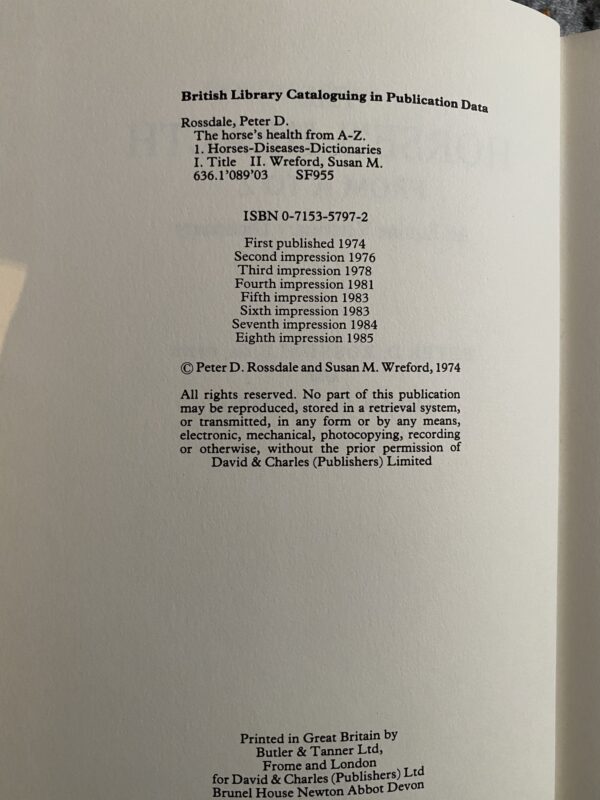 British Library Cataloguing in Publication Data
Rossdale, Peter D.
The horse's health from A-Z.
1. Horses-Diseases-Dictionaries
I. Title II. Wreford, Susan M.
636.1'089'03 SF955
ISBN 0-7153-5797-2
First published 1974
Second impression 1976
Third impression 1978
Fourth impression 1981
Fifth impression 1983
Sixth impression 1983
Seventh impression 1984
Eighth impression 1985
© Peter D. Rossdale and Susan M. Wreford, 1974
All rights reserved. No part of this publication
may be reproduced, stored in a retrieval system,
or transmitted, in any form or by any means,
electronic, mechanical, photocopying, recording
or otherwise, without the prior permission of
David & Charles (Publishers) Limited
Printed in Great Britain by
Butler & Tanner Ltd,
Frome and London
for David & Charles (Publishers) Ltd
Brunel House Newton Abbot Devon